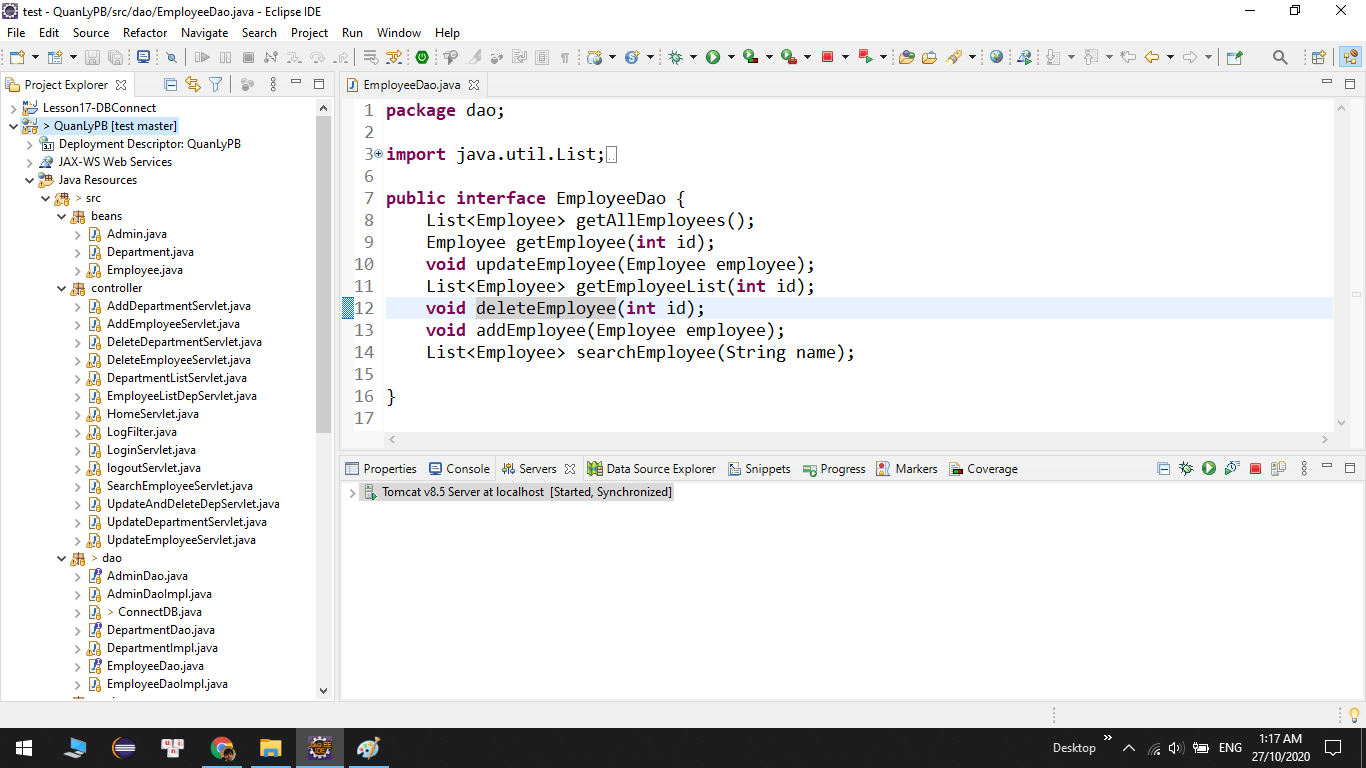 test - QuanLyPB/src/dao/EmployeeDao.java - Eclipse IDE
File Edit Source Refactor Navigate Search Project Run Window Help
Project Explorer
Lesson17-DBConnect
> QuanLyPB [test master]
Deployment Descriptor: QuanLyPB
JAX-WS Web Services
Java Resources
> src
beans
Admin.java
Department.java
Employee.java
controller
AddDepartmentServlet.java
AddEmployeeServlet.java
DeleteDepartmentServlet.java
DeleteEmployeeServlet.java
DepartmentListServlet.java
EmployeeListDepServlet.java
HomeServlet.java
LogFilter.java
LoginServlet.java
logoutServlet.java
SearchEmployeeServlet.java
UpdateAndDeleteDepServlet.java
UpdateDepartmentServlet.java
UpdateEmployeeServlet.java
> dao
AdminDao.java
AdminDaoImpl.java
> ConnectDB.java
DepartmentDao.java
DepartmentImpl.java
EmployeeDao.java
EmployeeDaoImpl.java
EmployeeDao.java
1 package dao;
2
3 import java.util.List;
6
7 public interface EmployeeDao {
8 List<Employee> getAllEmployees();
9 Employee getEmployee(int id);
10 void updateEmployee(Employee employee);
11 List<Employee> getEmployeeList(int id);
12 void deleteEmployee(int id);
13 void addEmployee(Employee employee);
14 List<Employee> searchEmployee(String name);
15
16 }
17
Properties Console Servers Data Source Explorer Snippets Progress Markers Coverage
Tomcat v8.5 Server at localhost [Started, Synchronized]
Desktop ENG 1:17 AM
27/10/2020